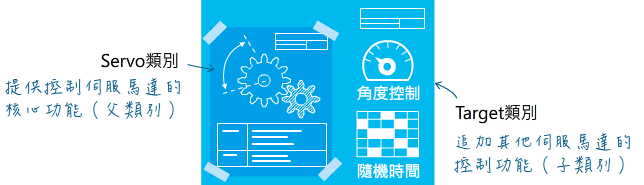 Servo類別
提供控制伺服馬達的
核心功能（父類別）
角度控制
隨機時間
Target類別
追加其他伺服馬達的
控制功能（子類別）